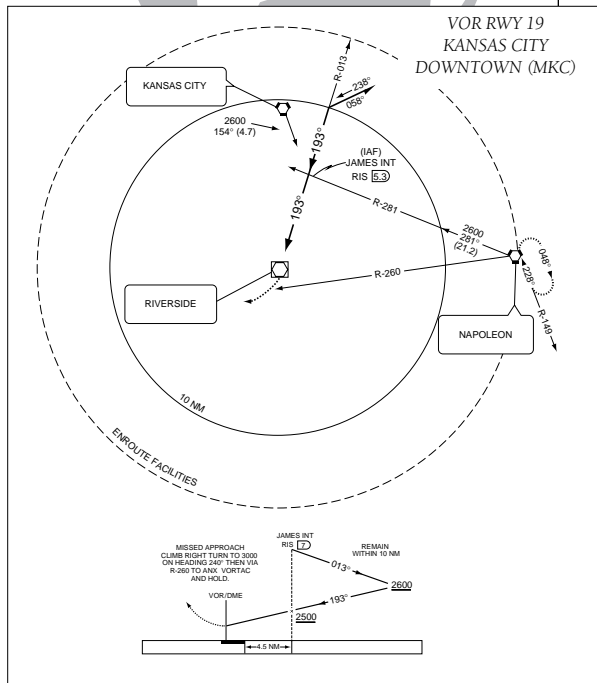 VOR RWY 19
KANSAS CITY
DOWNTOWN (MKC)
R-013
KANSAS CITY
238°
058°
2600
154° (4.7)
193°
(IAF)
JAMES INT
RIS 5.3
193°
R-281
2600
281°
(21.2)
R-260
048°
228°
R-149
RIVERSIDE
NAPOLEON
10 NM
ENROUTE FACILITIES
JAMES INT
RIS 7
REMAIN
WITHIN 10 NM
MISSED APPROACH
CLIMB RIGHT TURN TO 3000
ON HEADING 240° THEN VIA
R-260 TO ANX VORTAC
AND HOLD.
013°
2600
VOR/DME
193°
2500
4.5 NM